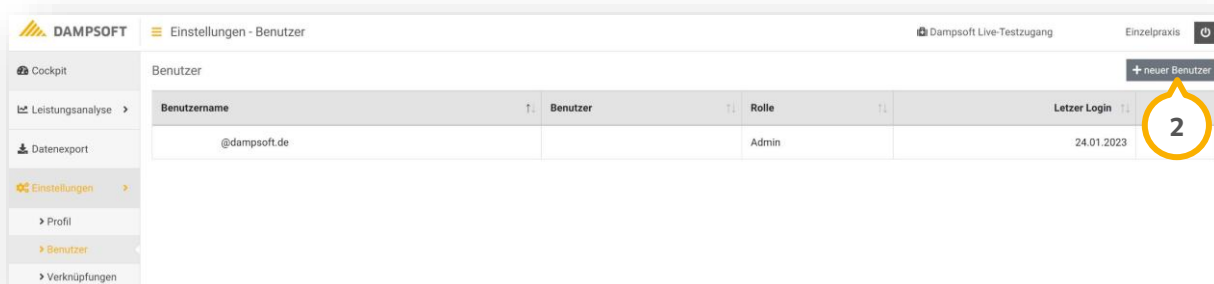 DAMPSOFT
Einstellungen - Benutzer
Dampsoft Live-Testzugang
Einzelpraxis
Cockpit
Benutzer
+ neuer Benutzer
Leistungsanalyse >
Benutzername
Benutzer
Rolle
Letzer Login
2
@dampsoft.de
Admin
24.01.2023
Datenexport
Einstellungen >
> Profil
> Benutzer
> Verknüpfungen